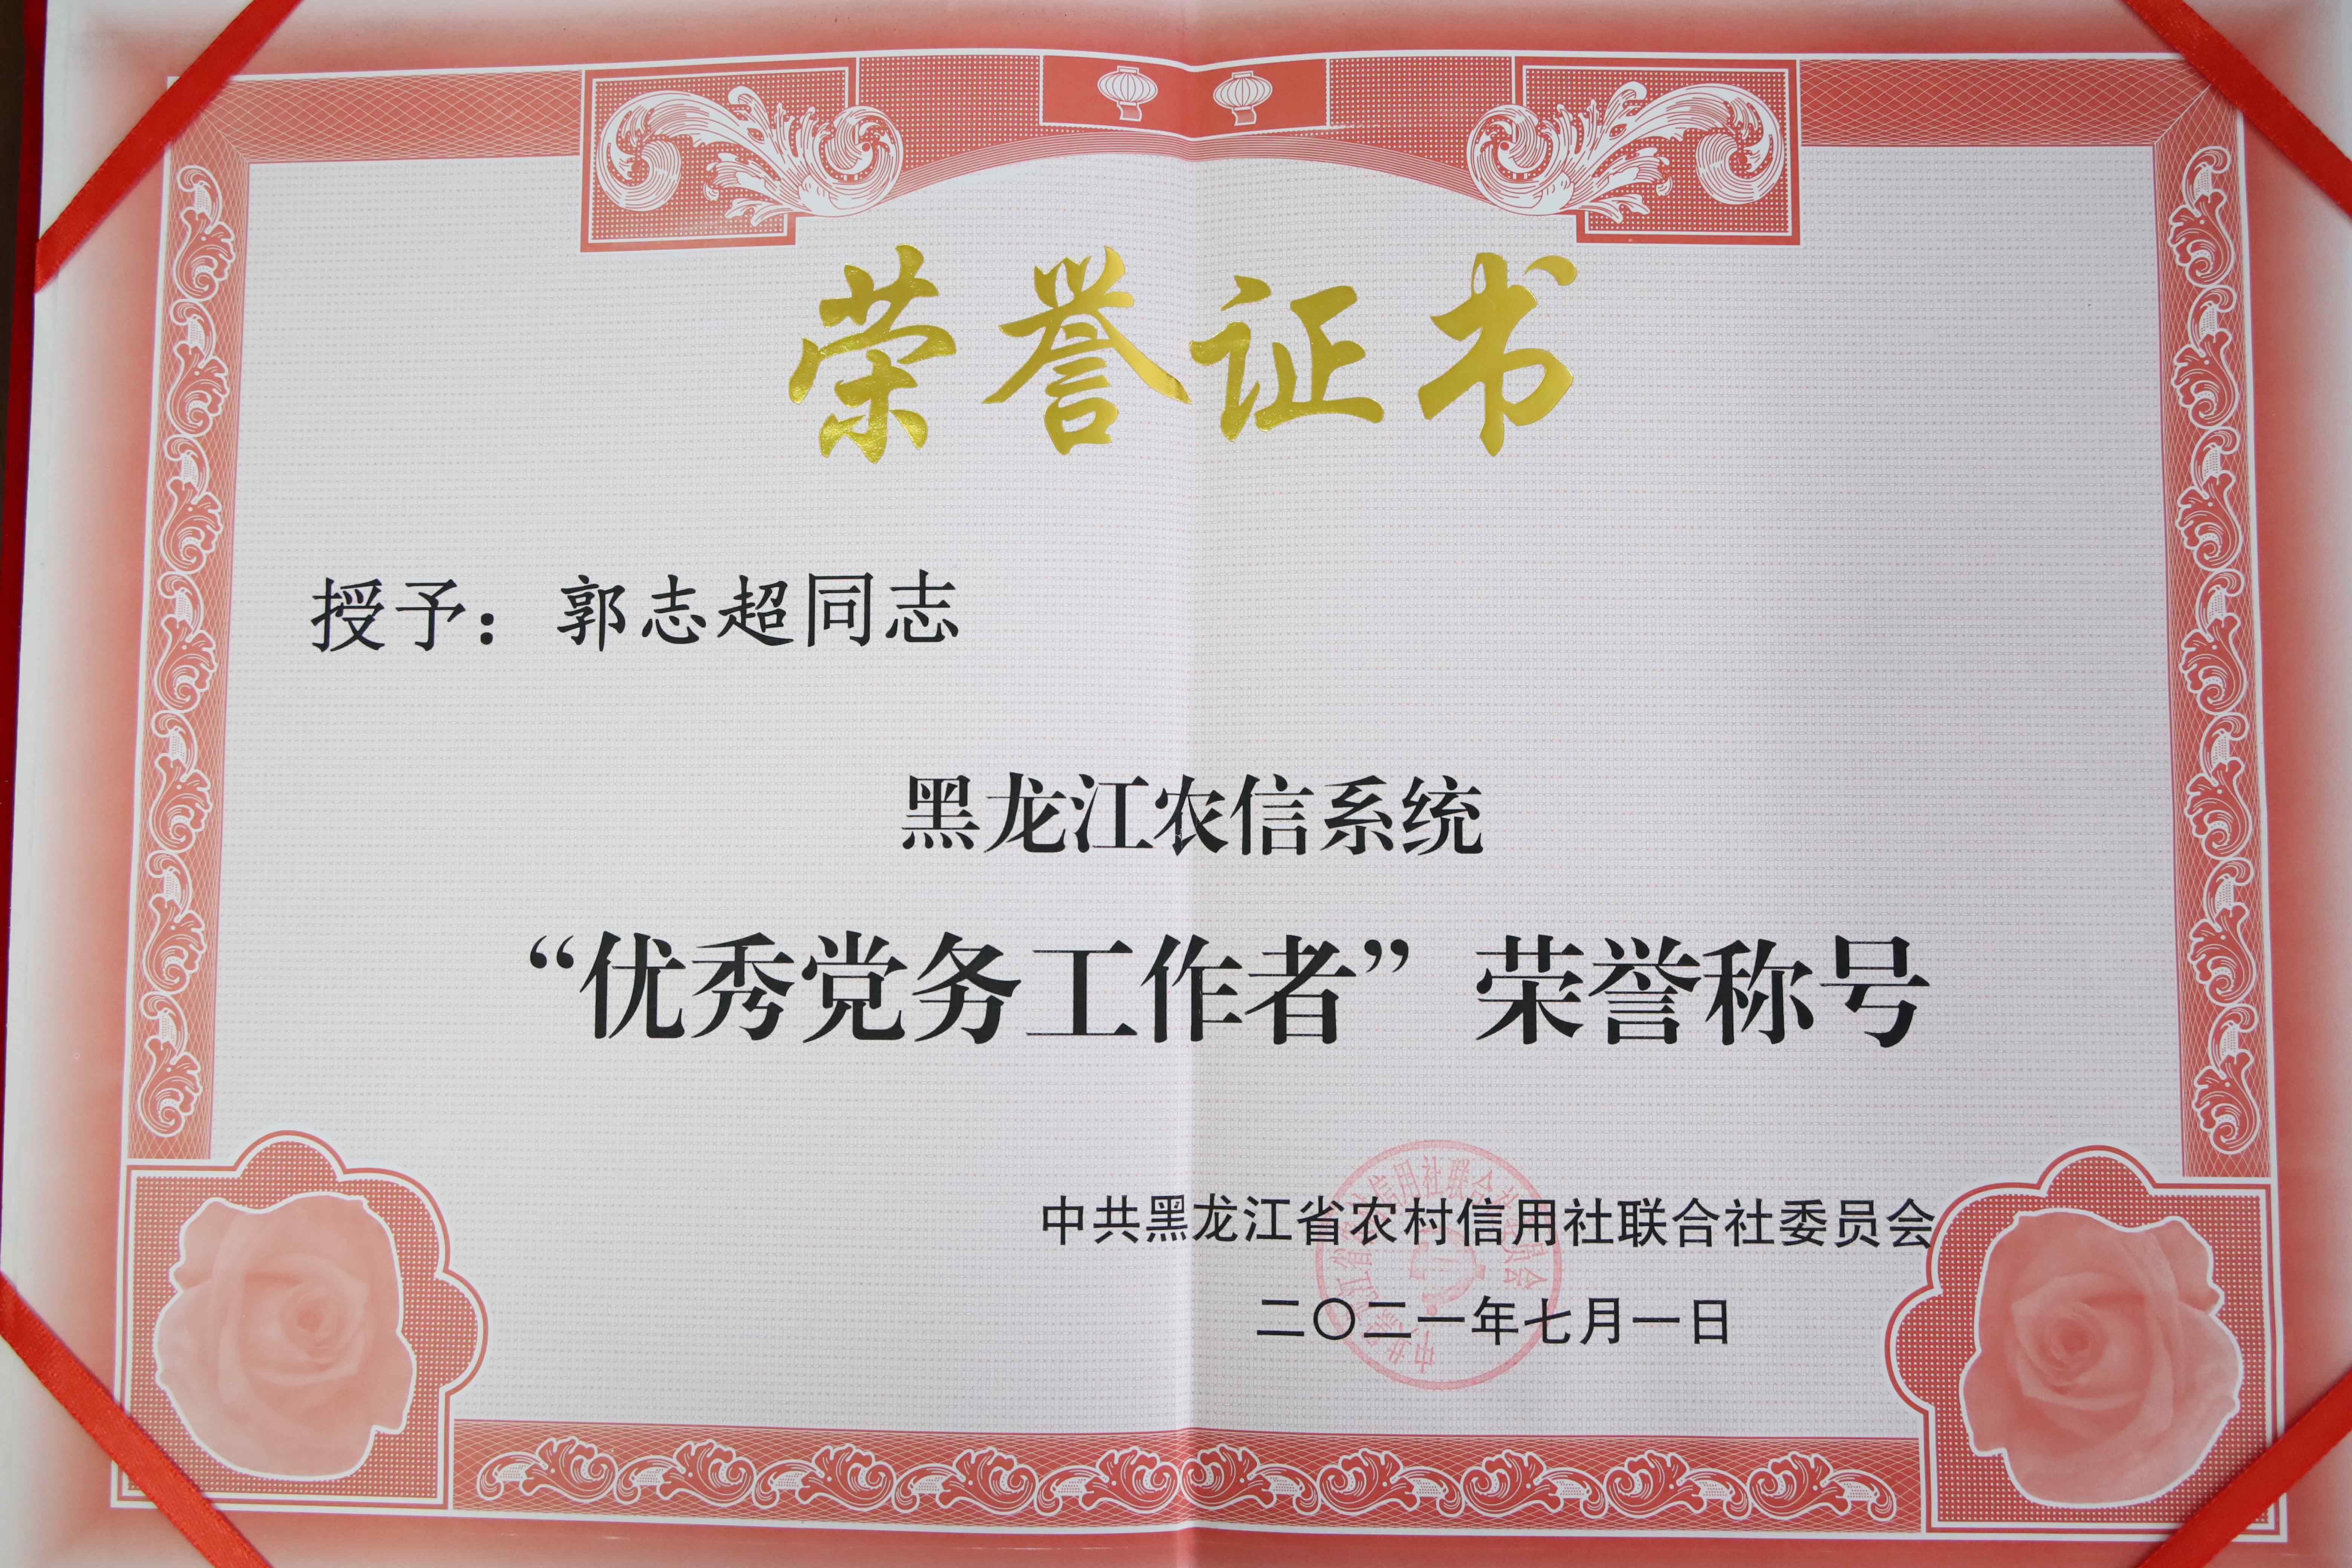 荣誉证书
授予：郭志超同志
黑龙江农信系统
“优秀党务工作者”荣誉称号
中共黑龙江省农村信用社联合社委员会
二〇二一年七月一日